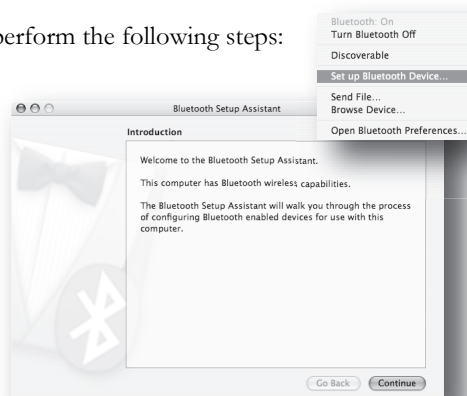 perform the following steps:
Bluetooth: On
Turn Bluetooth Off
Discoverable
Set up Bluetooth Device...
Send File...
Browse Device...
Open Bluetooth Preferences...
Bluetooth Setup Assistant
Introduction
Welcome to the Bluetooth Setup Assistant.
This computer has Bluetooth wireless capabilities.
The Bluetooth Setup Assistant will walk you through the process
of configuring Bluetooth enabled devices for use with this
computer.
Go Back Continue